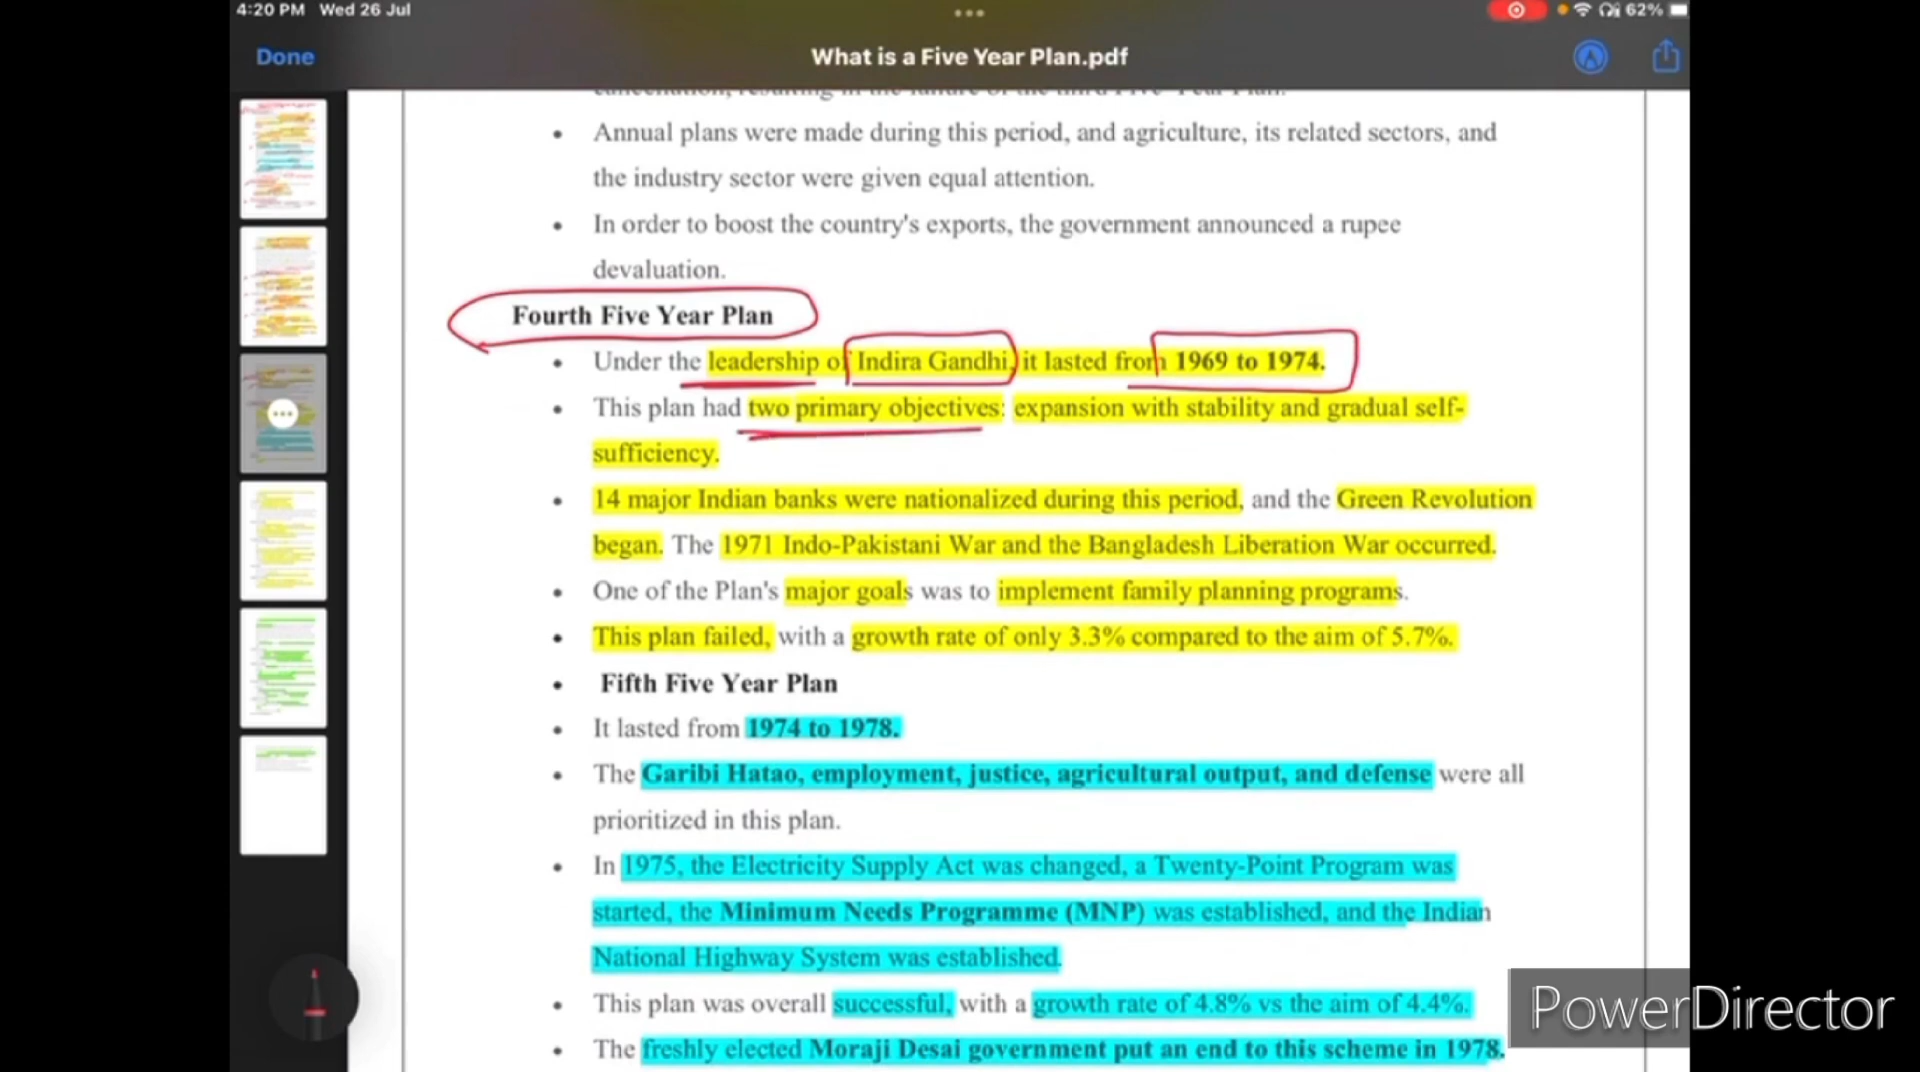 4:20 PM Wed 26 Jul
62%
Done
What is a Five Year Plan.pdf
cancellation, resulting in the failure of the third Five-Year Plan.
Annual plans were made during this period, and agriculture, its related sectors, and
the industry sector were given equal attention.
In order to boost the country's exports, the government announced a rupee
devaluation.
Fourth Five Year Plan
Under the leadership of Indira Gandhi, it lasted from 1969 to 1974.
This plan had two primary objectives: expansion with stability and gradual self-
sufficiency.
14 major Indian banks were nationalized during this period, and the Green Revolution
began. The 1971 Indo-Pakistani War and the Bangladesh Liberation War occurred.
One of the Plan's major goals was to implement family planning programs.
This plan failed, with a growth rate of only 3.3% compared to the aim of 5.7%.
Fifth Five Year Plan
It lasted from 1974 to 1978.
The Garibi Hatao, employment, justice, agricultural output, and defense were all
prioritized in this plan.
In 1975, the Electricity Supply Act was changed, a Twenty-Point Program was
started, the Minimum Needs Programme (MNP) was established, and the Indian
National Highway System was established.
This plan was overall successful, with a growth rate of 4.8% vs the aim of 4.4%.
The freshly elected Moraji Desai government put an end to this scheme in 1978.
PowerDirector